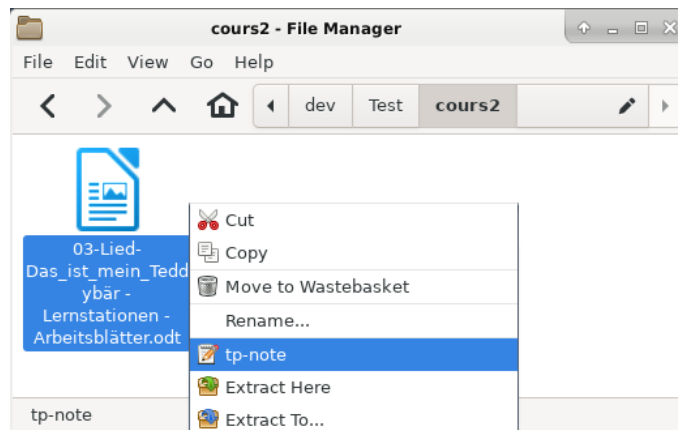 cours2 - File Manager
File Edit View Go Help
dev Test cours2
03-Lied-
Das_ist_mein_Tedd
ybär -
Lernstationen -
Arbeitsblätter.odt
Cut
Copy
Move to Wastebasket
Rename...
tp-note
Extract Here
Extract To...
tp-note